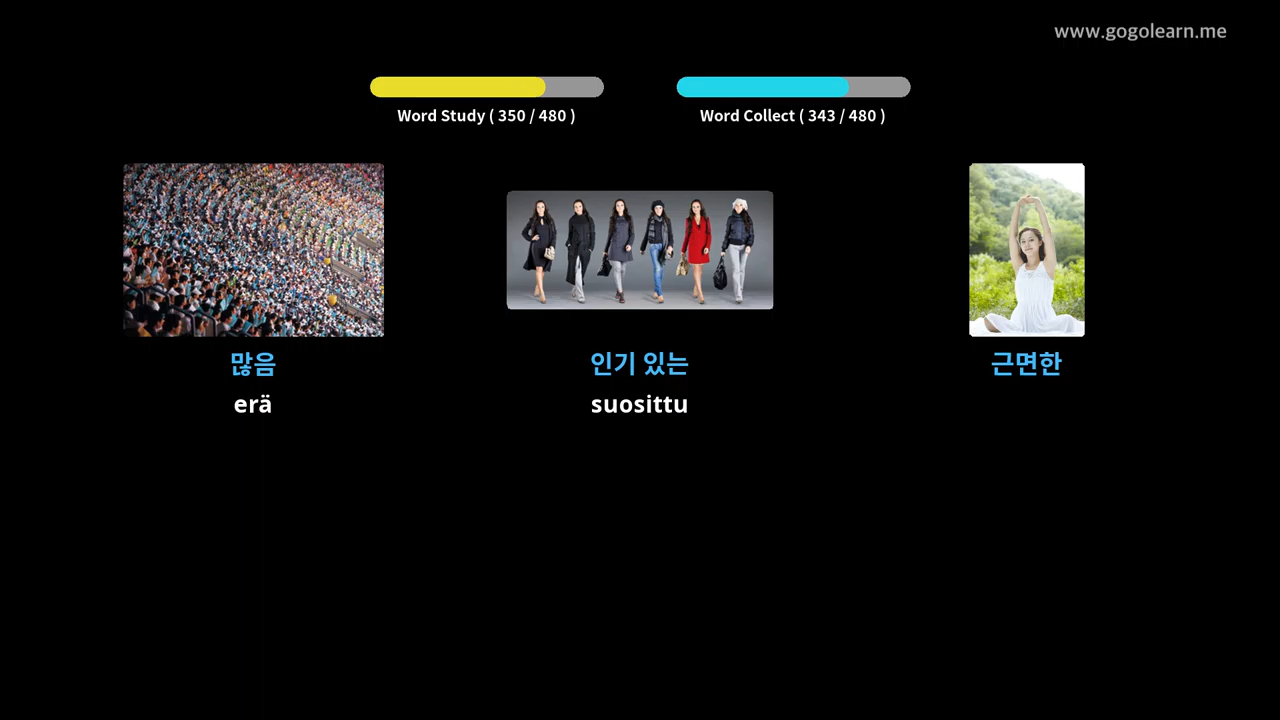 www.gogolearn.me
Word Study ( 350 / 480 )
Word Collect ( 343 / 480 )
많음
인기 있는
근면한
erä
suosittu